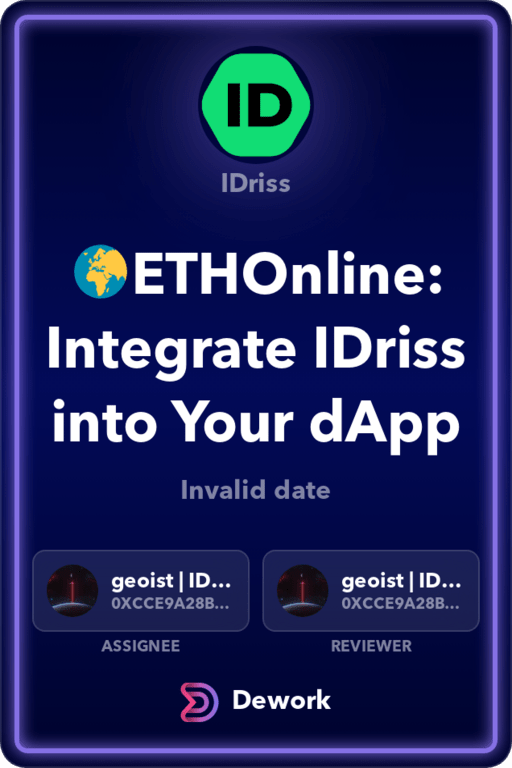 ID
IDriss
🌍ETHOnline:
Integrate IDriss
into Your dApp
Invalid date
geoist | ID...
0XCCE9A28B...
geoist | ID...
0XCCE9A28B...
ASSIGNEE
REVIEWER
Dework